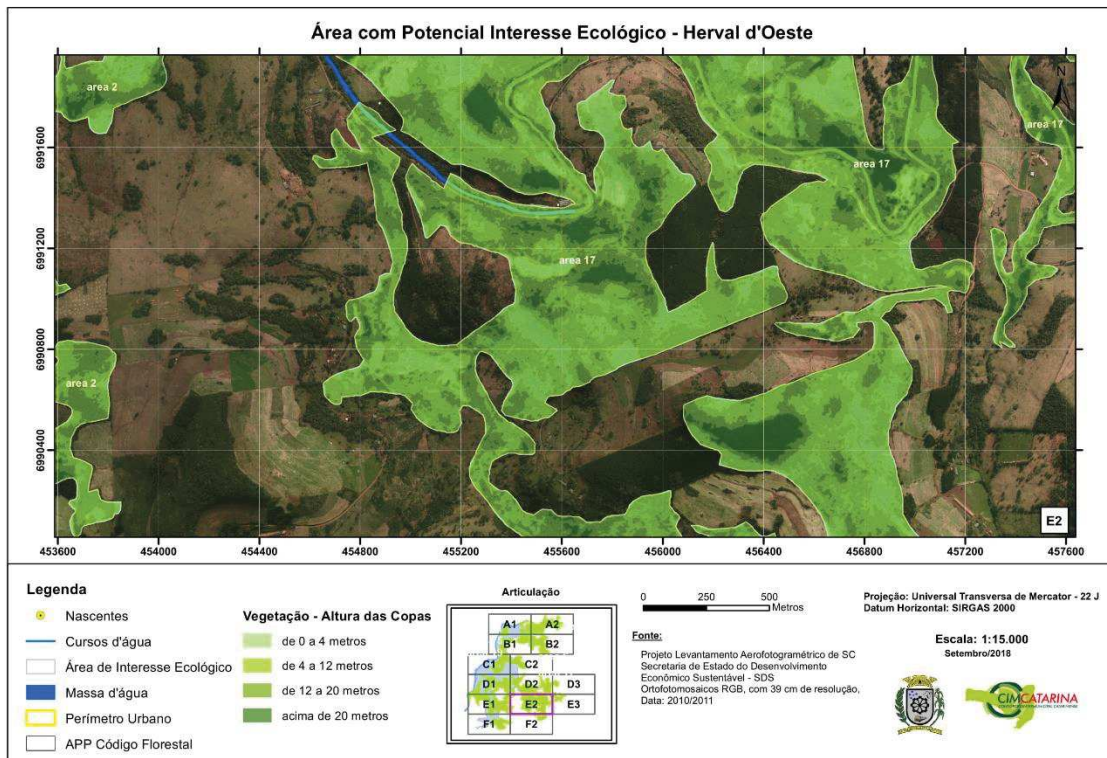 Área com Potencial Interesse Ecológico - Herval d'Oeste
area 2
area 17
area 17
area 17
area 2
N
6991600
6991200
6990800
6990400
E2
453600 454000 454400 454800 455200 455600 456000 456400 456800 457200 457600
Legenda
Nascentes
Cursos d'água
Área de Interesse Ecológico
Massa d'água
Perímetro Urbano
APP Código Florestal
Vegetação - Altura das Copas
de 0 a 4 metros
de 4 a 12 metros
de 12 a 20 metros
acima de 20 metros
Articulação
A1 A2
B1 B2
C1 C2
D1 D2 D3
E1 E2 E3
F1 F2
0 250 500
Metros
Fonte:
Projeto Levantamento Aerofotogramétrico de SC
Secretaria de Estado do Desenvolvimento
Econômico Sustentável - SDS
Ortofotomosaicos RGB, com 39 cm de resolução,
Data: 2010/2011
Projeção: Universal Transversa de Mercator - 22 J
Datum Horizontal: SIRGAS 2000
Escala: 1:15.000
Setembro/2018
CIMCATARINA